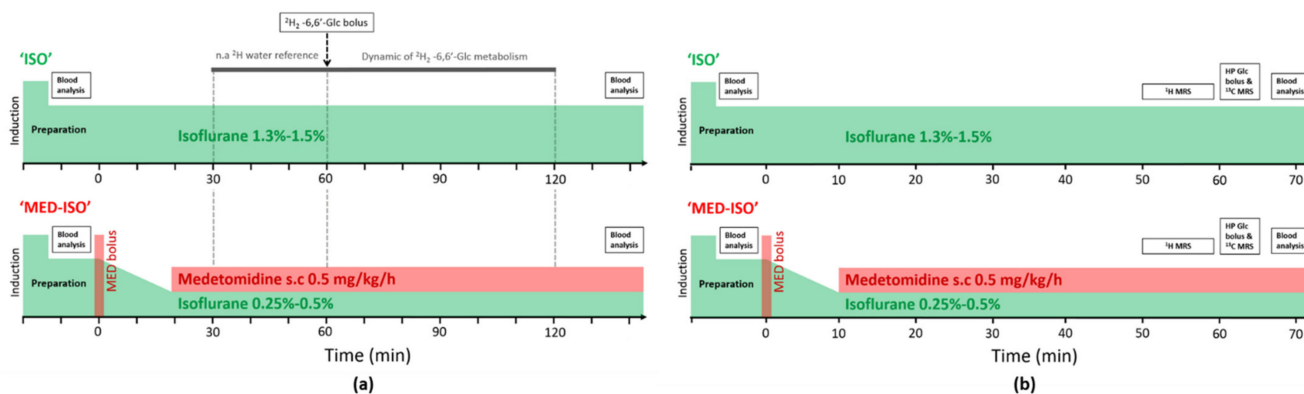 ²H₂ -6,6’-Glc bolus
n.a ²H water reference
Dynamic of ²H₂ -6,6’-Glc metabolism
‘ISO’
Blood
analysis
Blood
analysis
Induction
Preparation
Isoflurane 1.3%-1.5%
0 30 60 90 120
‘MED-ISO’
Blood
analysis
MED bolus
Blood
analysis
Induction
Preparation
Medetomidine s.c 0.5 mg/kg/h
Isoflurane 0.25%-0.5%
0 30 60 90 120
Time (min)
(a)
‘ISO’
Blood
analysis
¹H MRS
HP Glc
bolus &
¹³C MRS
Blood
analysis
Induction
Preparation
Isoflurane 1.3%-1.5%
0 10 20 30 40 50 60 70
‘MED-ISO’
Blood
analysis
MED bolus
¹H MRS
HP Glc
bolus &
¹³C MRS
Blood
analysis
Induction
Preparation
Medetomidine s.c 0.5 mg/kg/h
Isoflurane 0.25%-0.5%
0 10 20 30 40 50 60 70
Time (min)
(b)